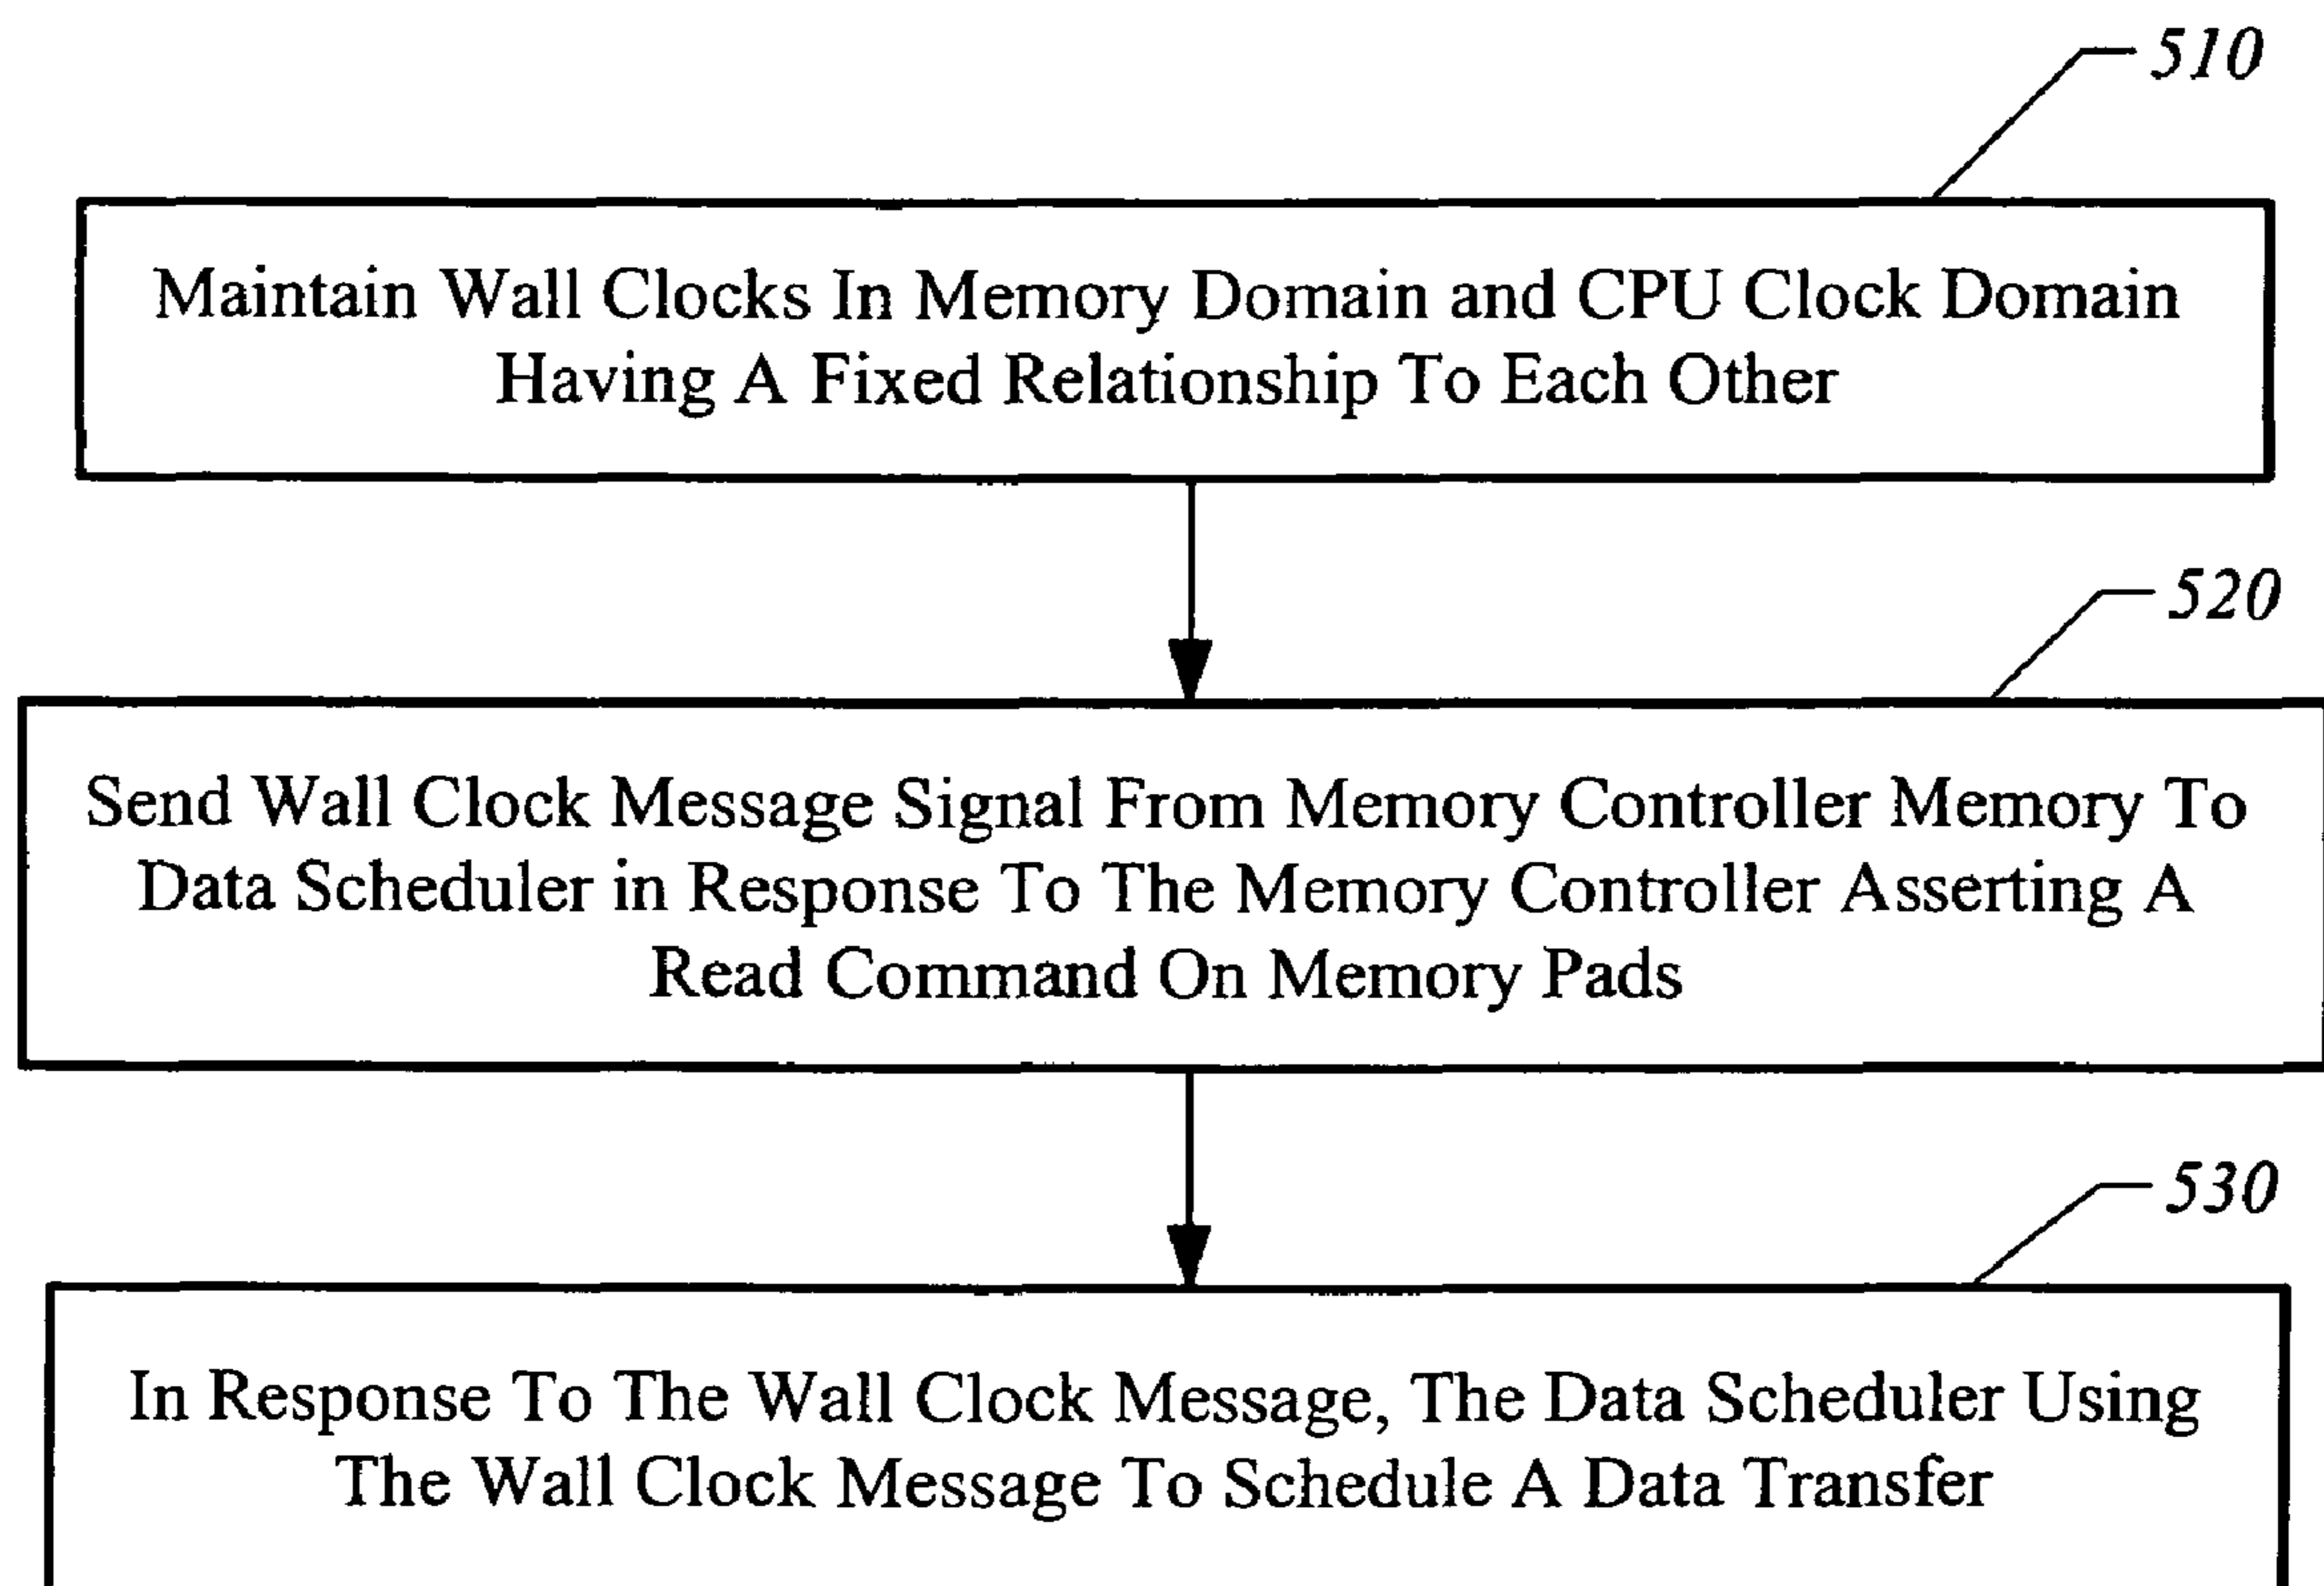 510
Maintain Wall Clocks In Memory Domain and CPU Clock Domain
Having A Fixed Relationship To Each Other
520
Send Wall Clock Message Signal From Memory Controller Memory To
Data Scheduler in Response To The Memory Controller Asserting A
Read Command On Memory Pads
530
In Response To The Wall Clock Message, The Data Scheduler Using
The Wall Clock Message To Schedule A Data Transfer